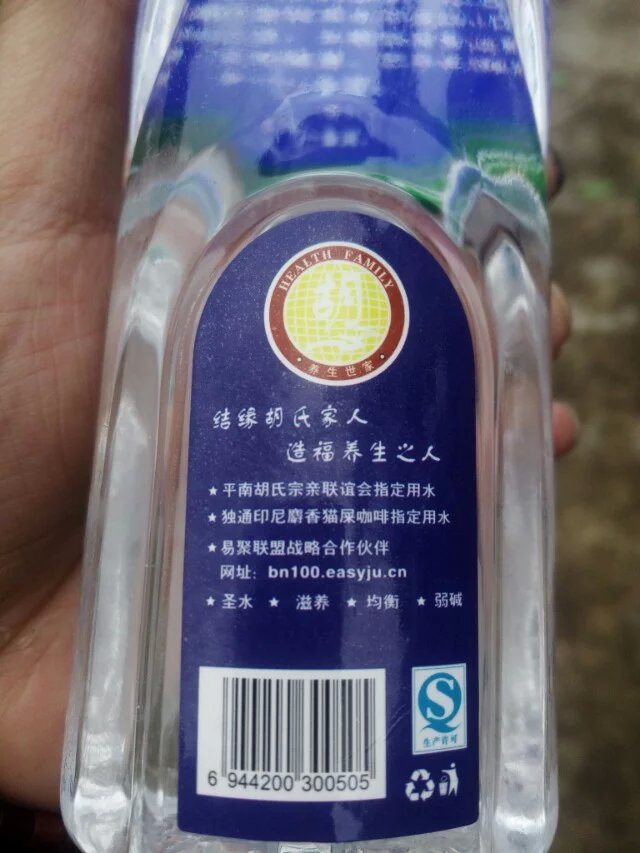 HEALTH FAMILY
胡
·养生世家·
结缘胡氏家人
造福养生之人
★平南胡氏宗亲联谊会指定用水
★独通印尼麝香猫屎咖啡指定用水
★易聚联盟战略合作伙伴
网址：bn100.easyju.cn
★圣水 ★ 滋养 ★ 均衡 ★ 弱碱
6 944200 300505
生产许可